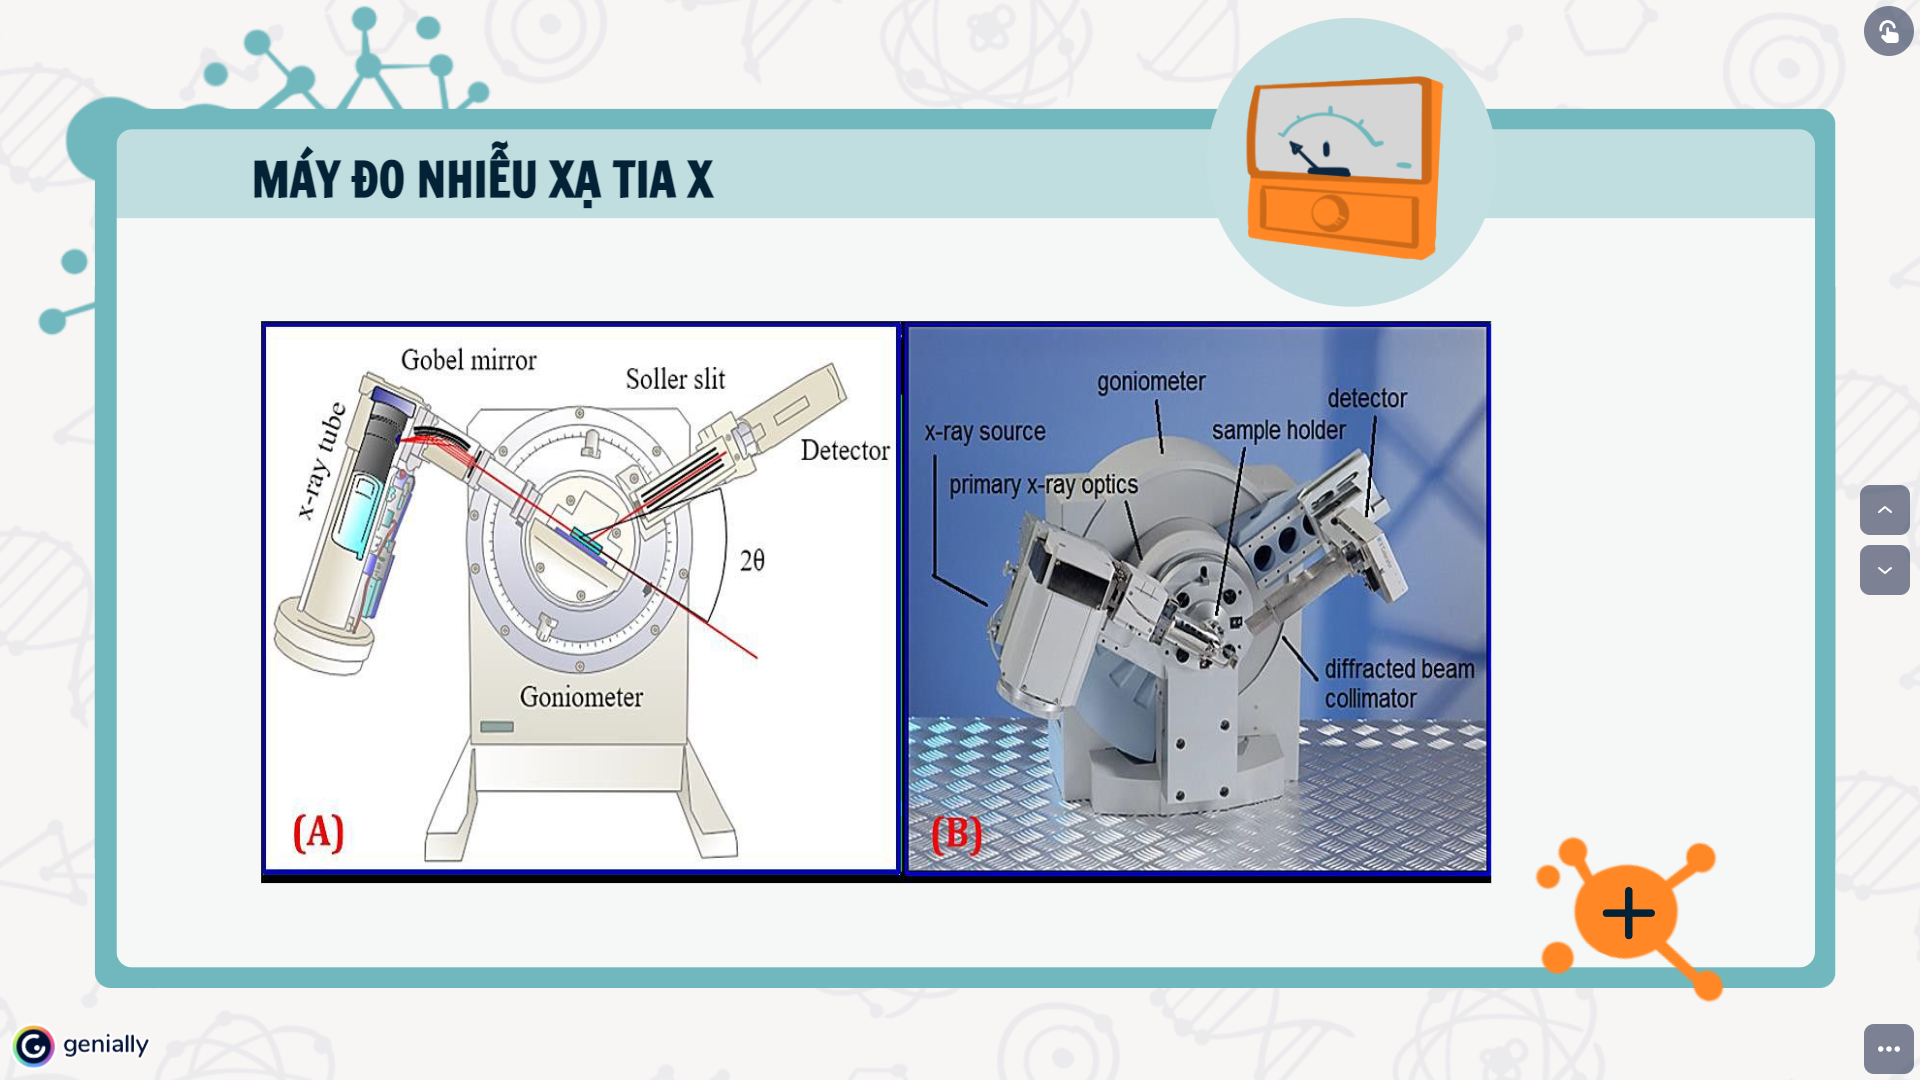 MÁY ĐO NHIỄU XẠ TIA X
Gobel mirror
Soller slit
x-ray tube
Detector
2θ
Goniometer
(A)
goniometer
detector
x-ray source
sample holder
primary x-ray optics
diffracted beam
collimator
(B)
genially